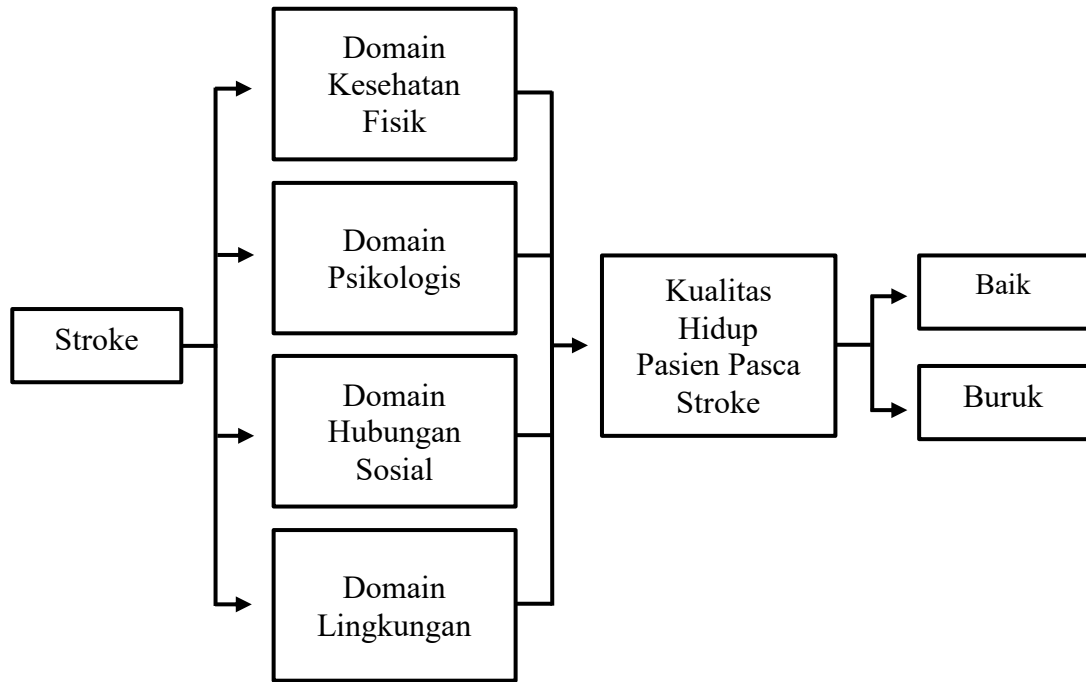 Stroke
Domain
Kesehatan
Fisik
Domain
Psikologis
Domain
Hubungan
Sosial
Domain
Lingkungan
Kualitas
Hidup
Pasien Pasca
Stroke
Baik
Buruk